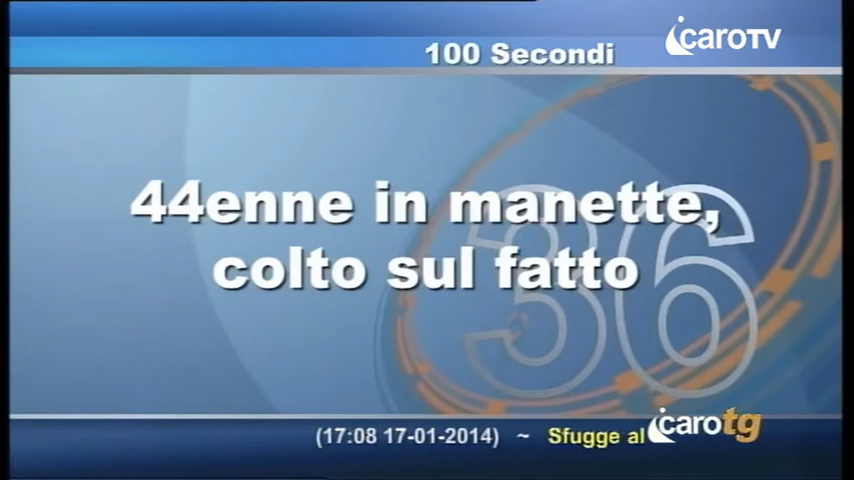 100 Secondi
icaroTV
44enne in manette,
colto sul fatto
36
(17:08 17-01-2014) ~ Sfugge al
icarotg